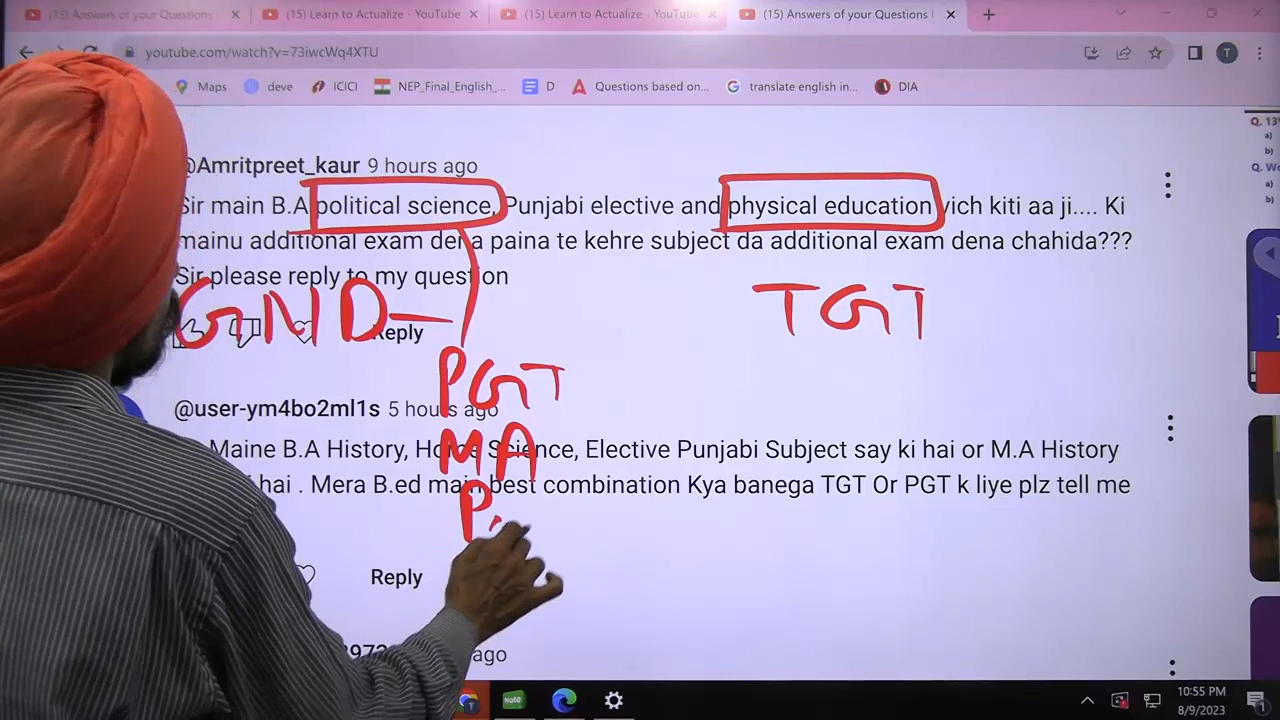 (15) Answers of your Questions
(15) Learn to Actualize - YouTube
(15) Learn to Actualize - YouTube
(15) Answers of your Questions
youtube.com/watch?v=73iwcWq4XTU
T
Maps
deve
ICICI
NEP_Final_English_...
D
Questions based on...
translate english in...
DIA
@Amritpreet_kaur 9 hours ago
Sir main B.A political science, Punjabi elective and physical education vich kiti aa ji.... Ki
mainu additional exam dena paina te kehre subject da additional exam dena chahida???
Sir please reply to my question
GND-
TGT
Reply
PGT
@user-ym4bo2ml1s 5 hours ago
Maine B.A History, Home Science, Elective Punjabi Subject say ki hai or M.A History
MA
hai . Mera B.ed main best combination Kya banega TGT Or PGT k liye plz tell me
P
Reply
ago
Q. 13
a)
b)
Q. Wo
a)
b)
Note
T
10:55 PM
8/9/2023
1